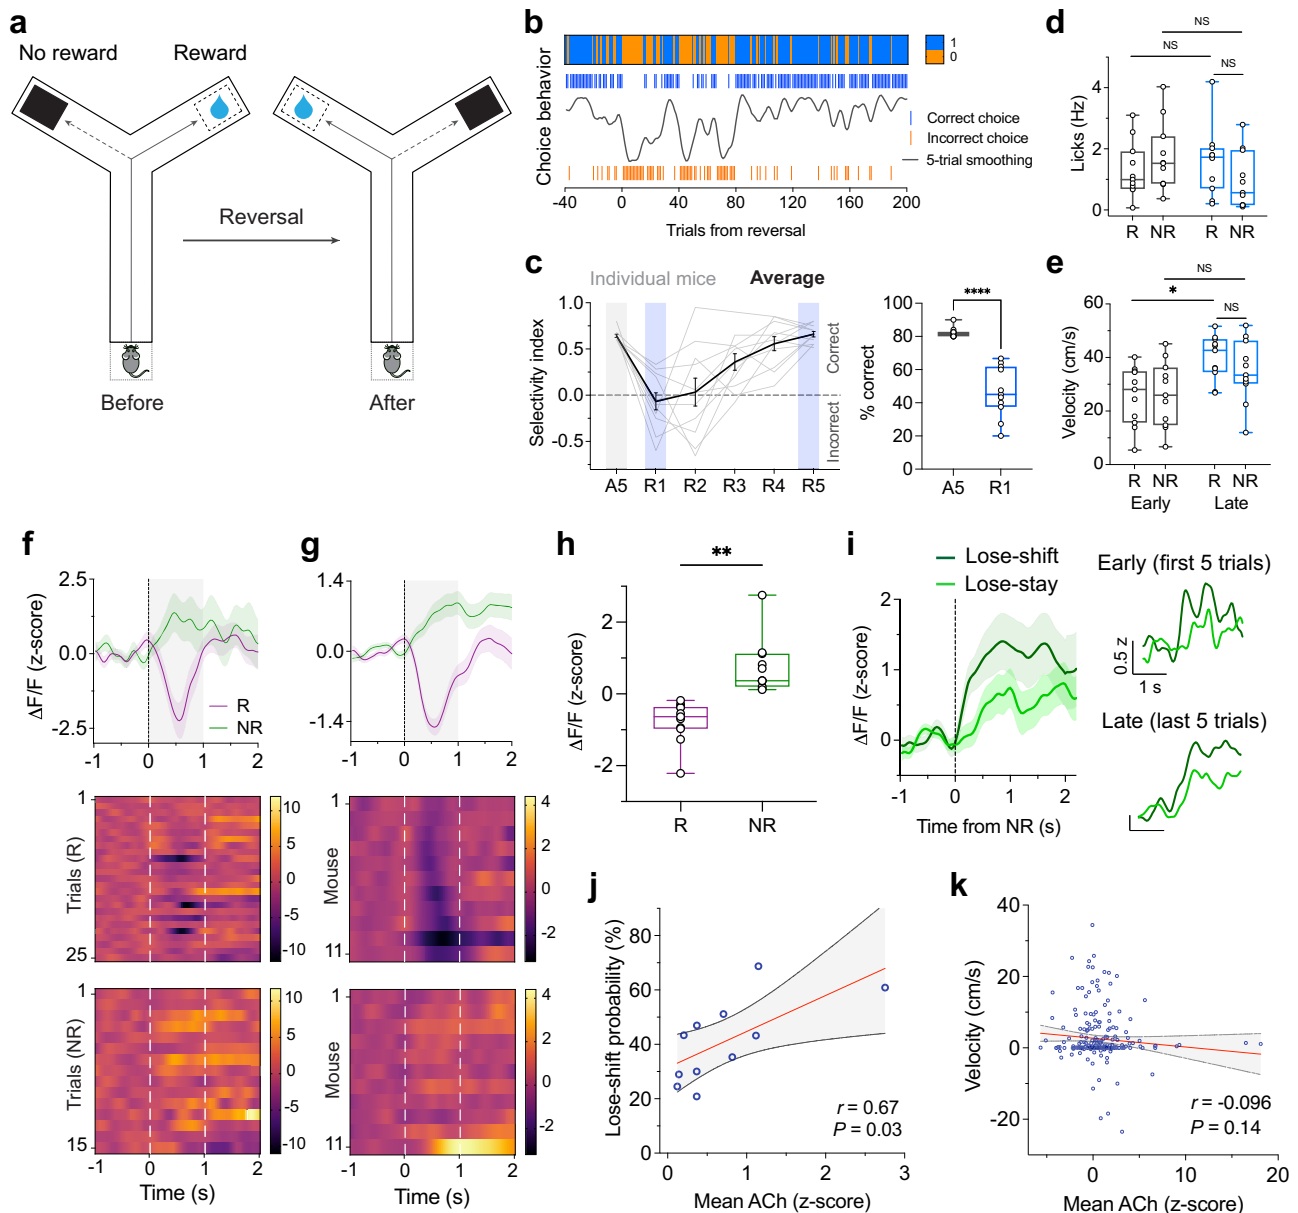 a
No reward
Reward
Reversal
Before
After
b
Choice behavior
1
0
Correct choice
Incorrect choice
5-trial smoothing
-40 0 40 80 120 160 200
Trials from reversal
c
Individual mice
Average
Selectivity index
1.0
0.5
0.0
-0.5
Correct
Incorrect
A5 R1 R2 R3 R4 R5
% correct
100
80
60
40
20
0
****
A5 R1
d
NS
NS
NS
Licks (Hz)
4
2
0
R NR R NR
e
NS
*
NS
Velocity (cm/s)
60
40
20
0
R NR R NR
Early Late
f
ΔF/F (z-score)
2.5
0.0
-2.5
R
NR
-1 0 1 2
Trials (R)
1
25
10
5
0
-5
-10
Trials (NR)
1
15
10
5
0
-5
-10
-1 0 1 2
Time (s)
g
1.4
0.0
-1.4
-1 0 1 2
Mouse
1
11
4
2
0
-2
Mouse
1
11
4
2
0
-2
-1 0 1 2
Time (s)
h
**
ΔF/F (z-score)
2
0
-2
R NR
i
Lose-shift
Lose-stay
ΔF/F (z-score)
2
1
0
-1 0 1 2
Time from NR (s)
Early (first 5 trials)
0.5 z
1 s
Late (last 5 trials)
j
Lose-shift probability (%)
80
60
40
20
0
r = 0.67
P = 0.03
0 1 2 3
Mean ACh (z-score)
k
Velocity (cm/s)
40
20
0
-20
r = -0.096
P = 0.14
0 10 20
Mean ACh (z-score)